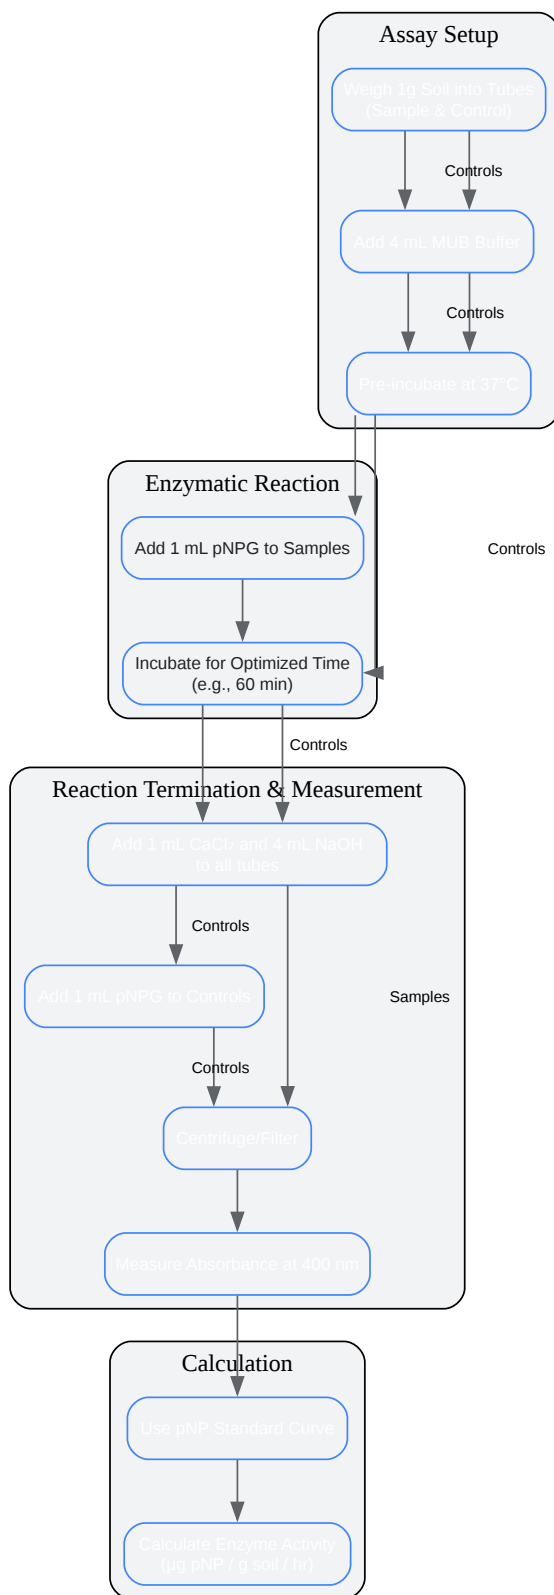 Assay Setup
Weigh 1g Soil into Tubes
(Sample & Control)
Controls
Add 4 mL MUB Buffer
Controls
Pre-incubate at 37°C
Enzymatic Reaction
Add 1 mL pNPG to Samples
Controls
Incubate for Optimized Time
(e.g., 60 min)
Controls
Reaction Termination & Measurement
Add 1 mL CaCl₂ and 4 mL NaOH
to all tubes
Controls
Add 1 mL pNPG to Controls
Samples
Controls
Centrifuge/Filter
Measure Absorbance at 400 nm
Calculation
Use pNP Standard Curve
Calculate Enzyme Activity
(µg pNP / g soil / hr)